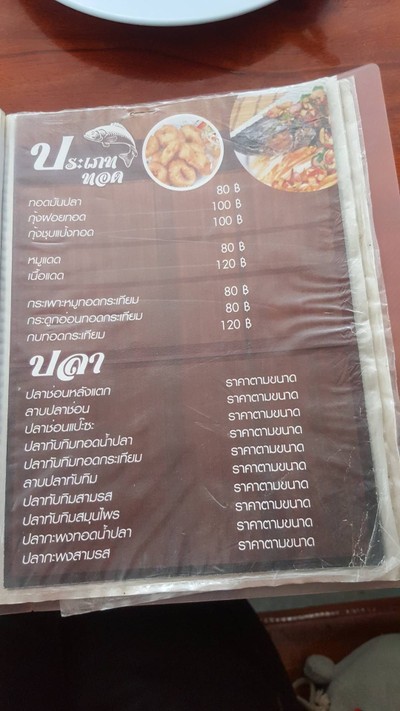 ประเภท
ทอด
ทอดมันปลา 80 ฿
กุ้งฝอยทอด 100 ฿
กุ้งชุบแป้งทอด 100 ฿
หมูแดด 80 ฿
เนื้อแดด 120 ฿
กระเพาะหมูทอดกระเทียม 80 ฿
กระดูกอ่อนทอดกระเทียม 80 ฿
กบทอดกระเทียม 120 ฿
ปลา
ปลาช่อนหลังแตก ราคาตามขนาด
ลาบปลาช่อน ราคาตามขนาด
ปลาช่อนแป๊ะซะ ราคาตามขนาด
ปลาทับทิมทอดน้ำปลา ราคาตามขนาด
ปลาทับทิมทอดกระเทียม ราคาตามขนาด
ลาบปลาทับทิม ราคาตามขนาด
ปลาทับทิมสามรส ราคาตามขนาด
ปลาทับทิมสมุนไพร ราคาตามขนาด
ปลากะพงทอดน้ำปลา ราคาตามขนาด
ปลากะพงสามรส ราคาตามขนาด